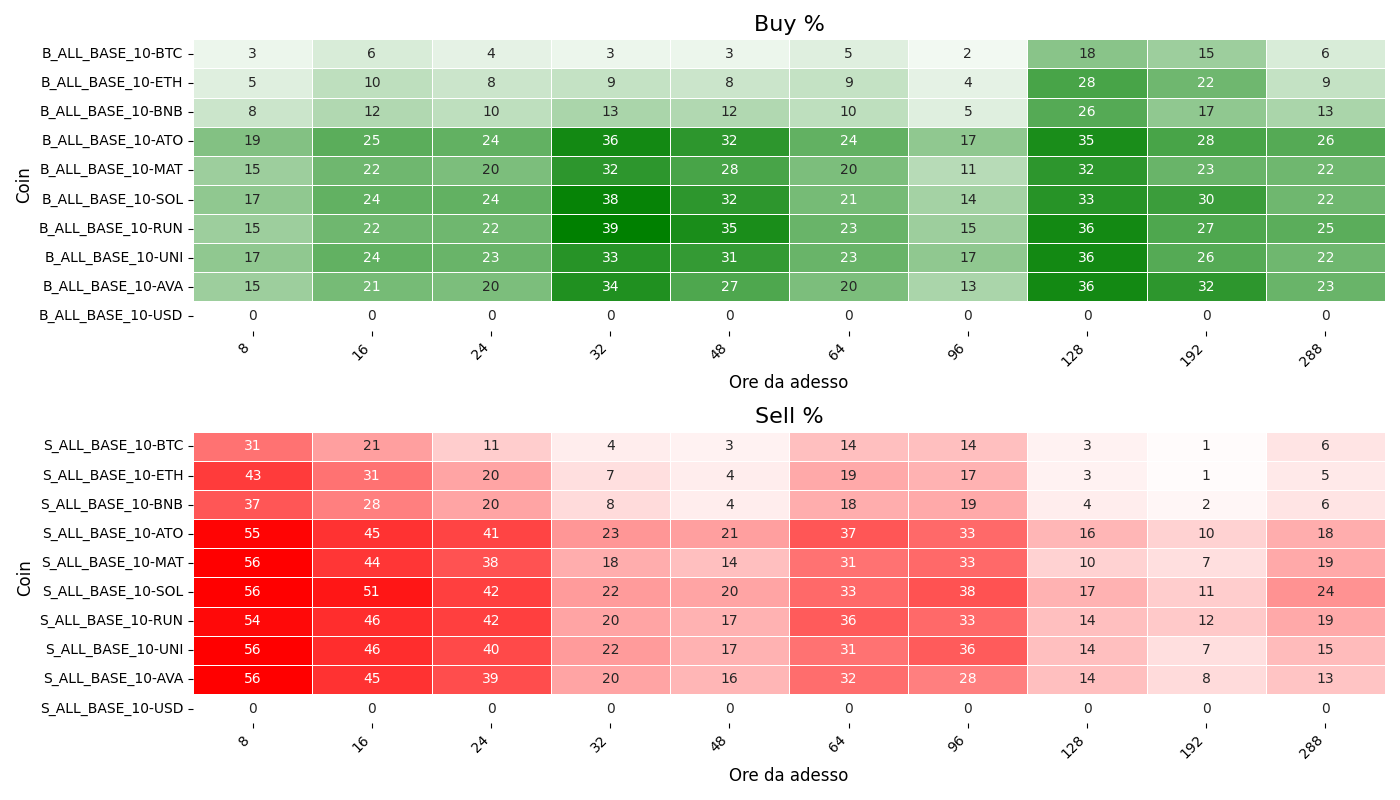 Buy %
Coin
B_ALL_BASE_10-BTC 3 6 4 3 3 5 2 18 15 6
B_ALL_BASE_10-ETH 5 10 8 9 8 9 4 28 22 9
B_ALL_BASE_10-BNB 8 12 10 13 12 10 5 26 17 13
B_ALL_BASE_10-ATO 19 25 24 36 32 24 17 35 28 26
B_ALL_BASE_10-MAT 15 22 20 32 28 20 11 32 23 22
B_ALL_BASE_10-SOL 17 24 24 38 32 21 14 33 30 22
B_ALL_BASE_10-RUN 15 22 22 39 35 23 15 36 27 25
B_ALL_BASE_10-UNI 17 24 23 33 31 23 17 36 26 22
B_ALL_BASE_10-AVA 15 21 20 34 27 20 13 36 32 23
B_ALL_BASE_10-USD 0 0 0 0 0 0 0 0 0 0
8 16 24 32 48 64 96 128 192 288
Ore da adesso
Sell %
Coin
S_ALL_BASE_10-BTC 31 21 11 4 3 14 14 3 1 6
S_ALL_BASE_10-ETH 43 31 20 7 4 19 17 3 1 5
S_ALL_BASE_10-BNB 37 28 20 8 4 18 19 4 2 6
S_ALL_BASE_10-ATO 55 45 41 23 21 37 33 16 10 18
S_ALL_BASE_10-MAT 56 44 38 18 14 31 33 10 7 19
S_ALL_BASE_10-SOL 56 51 42 22 20 33 38 17 11 24
S_ALL_BASE_10-RUN 54 46 42 20 17 36 33 14 12 19
S_ALL_BASE_10-UNI 56 46 40 22 17 31 36 14 7 15
S_ALL_BASE_10-AVA 56 45 39 20 16 32 28 14 8 13
S_ALL_BASE_10-USD 0 0 0 0 0 0 0 0 0 0
8 16 24 32 48 64 96 128 192 288
Ore da adesso